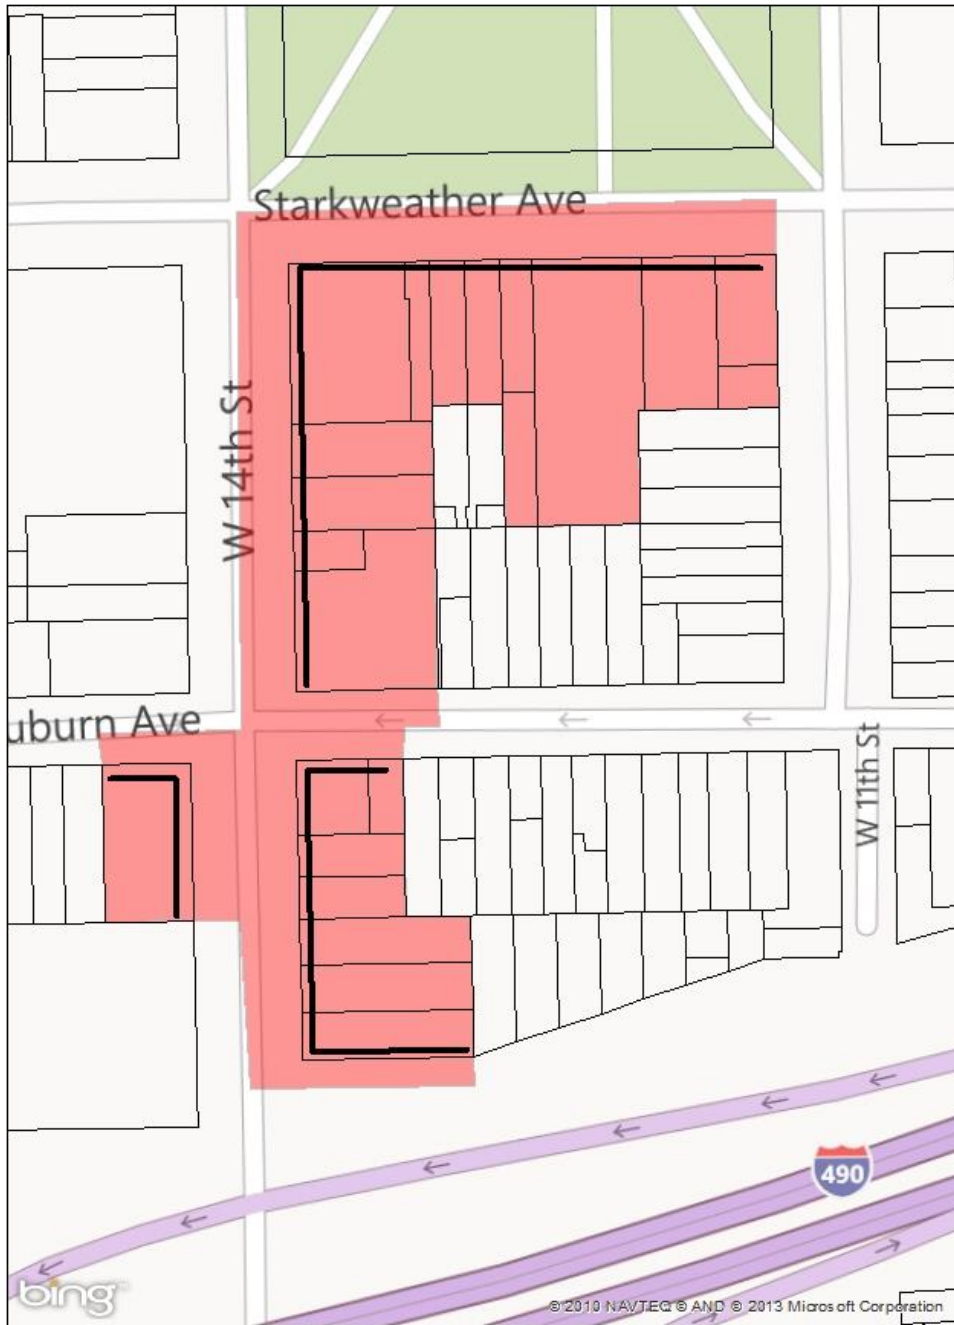 Starkweather Ave
W 14th St
uburn Ave
W 11th St
490
bing
© 2010 NAVTEQ © AND © 2013 Microsoft Corporation